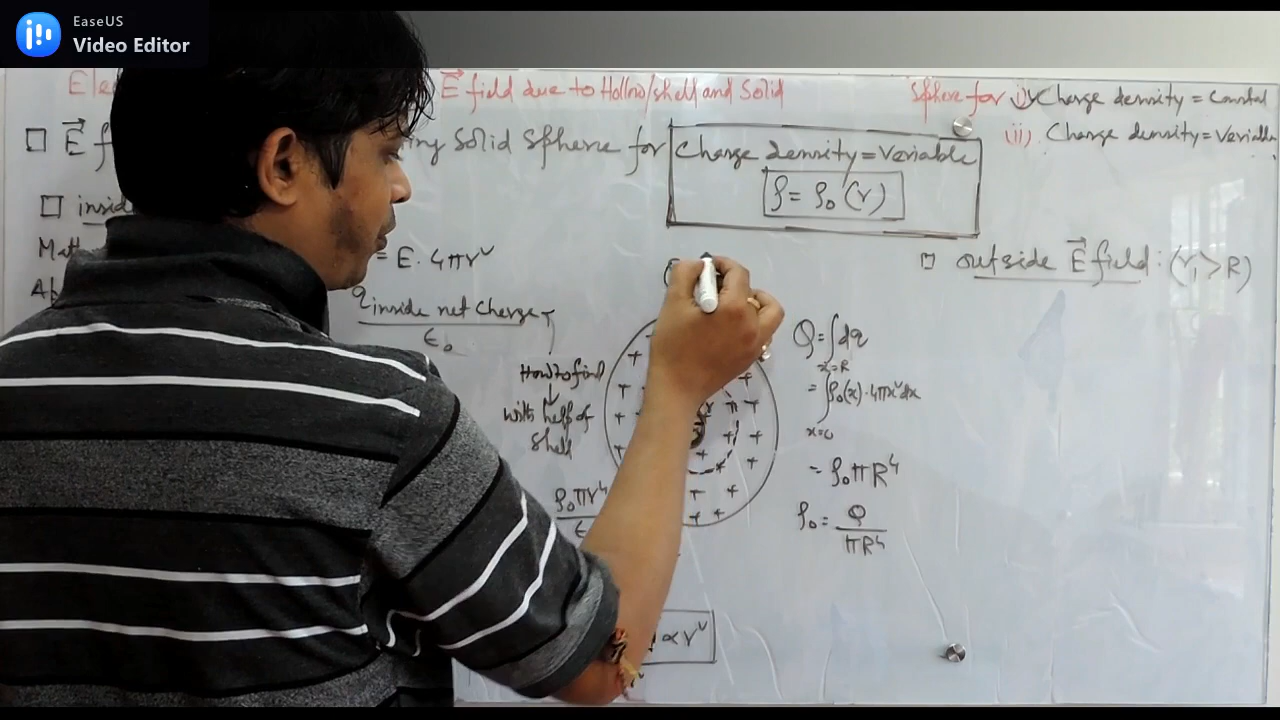 EaseUS
Video Editor
E⃗ field due to Hollow/shell and Solid Sphere for i) ✓ Charge density = Constant
(ii) Charge density = Variable
□ E⃗ Solid Sphere for Charge density = Variable
ρ = ρ₀(r)
□ inside
= E. 4πr²
q inside net charge
ε₀
How to find
with help of
shell
ρ₀πr⁴
∝ r²
Q = ∫dq
x=R
= ∫ρ₀(x)·4πx²dx
x=0
= ρ₀πR⁴
ρ₀ = Q
πR⁴
□ outside E⃗ field : (r₁ > R)